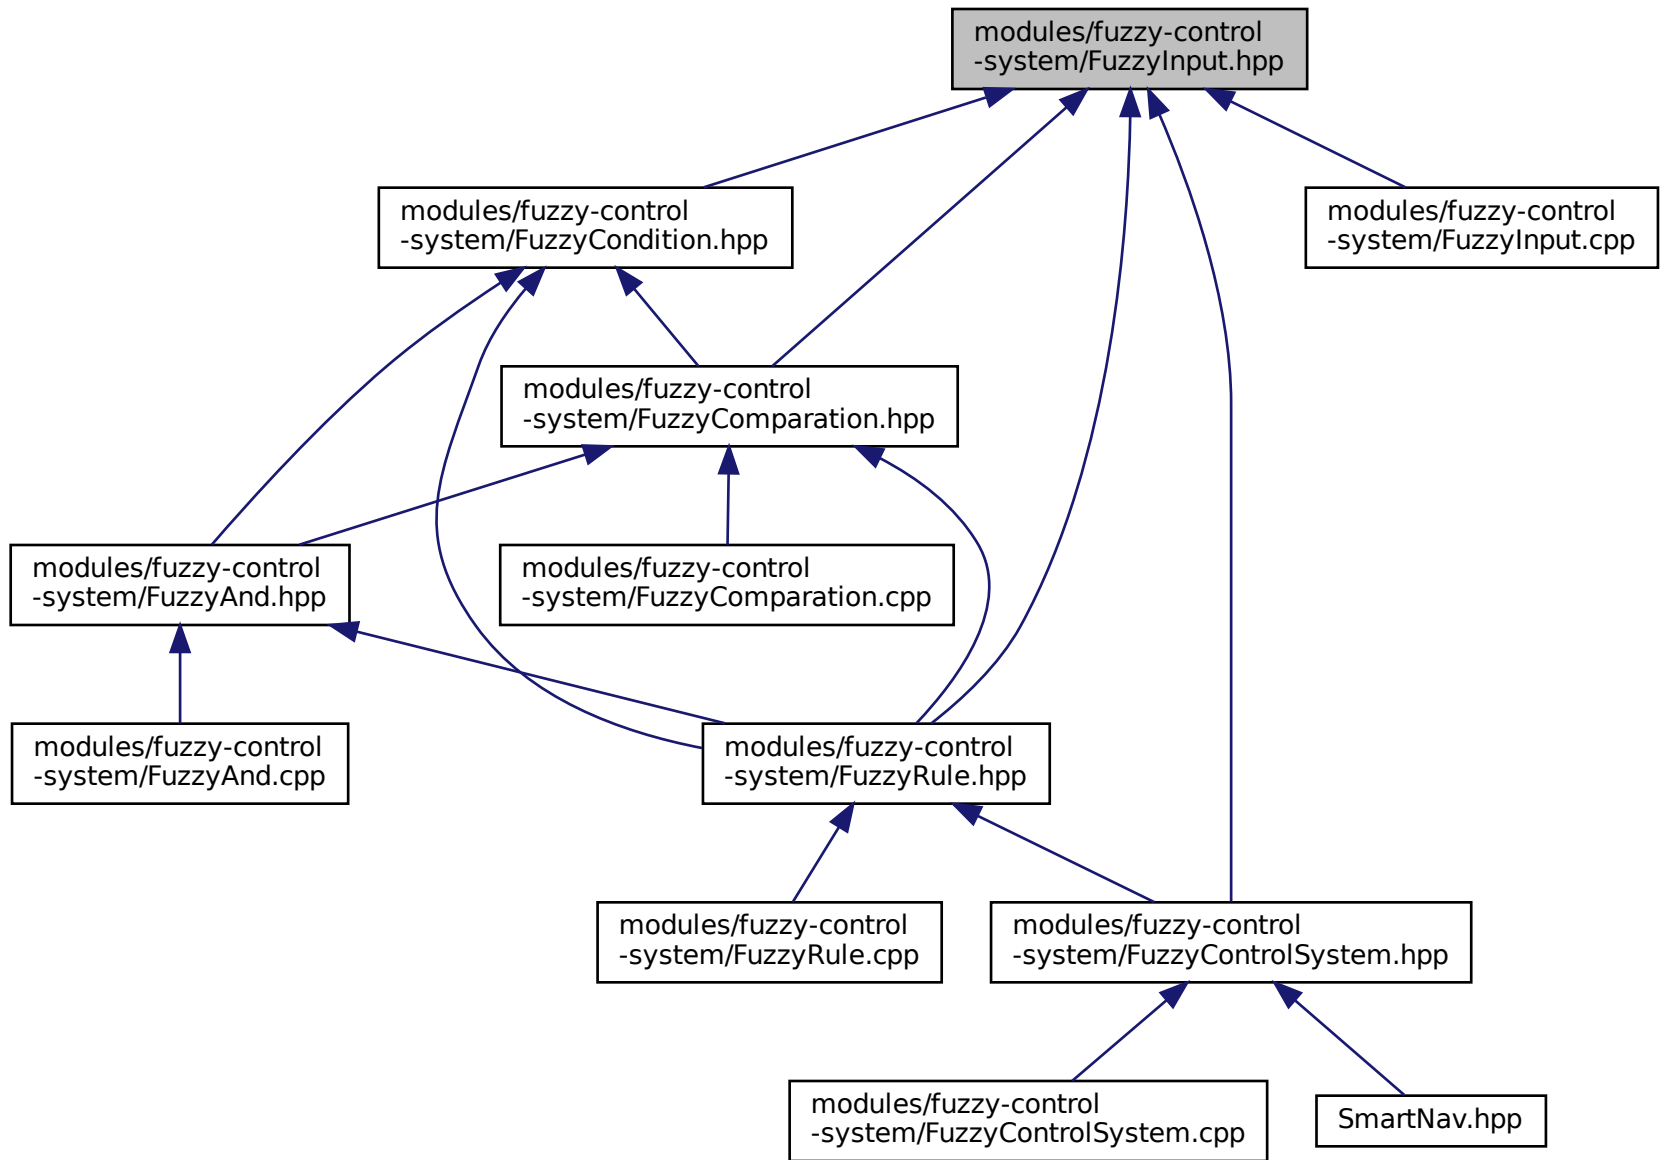 modules/fuzzy-control
-system/FuzzyInput.hpp
modules/fuzzy-control
-system/FuzzyCondition.hpp
modules/fuzzy-control
-system/FuzzyInput.cpp
modules/fuzzy-control
-system/FuzzyComparation.hpp
modules/fuzzy-control
-system/FuzzyAnd.hpp
modules/fuzzy-control
-system/FuzzyComparation.cpp
modules/fuzzy-control
-system/FuzzyAnd.cpp
modules/fuzzy-control
-system/FuzzyRule.hpp
modules/fuzzy-control
-system/FuzzyRule.cpp
modules/fuzzy-control
-system/FuzzyControlSystem.hpp
modules/fuzzy-control
-system/FuzzyControlSystem.cpp
SmartNav.hpp